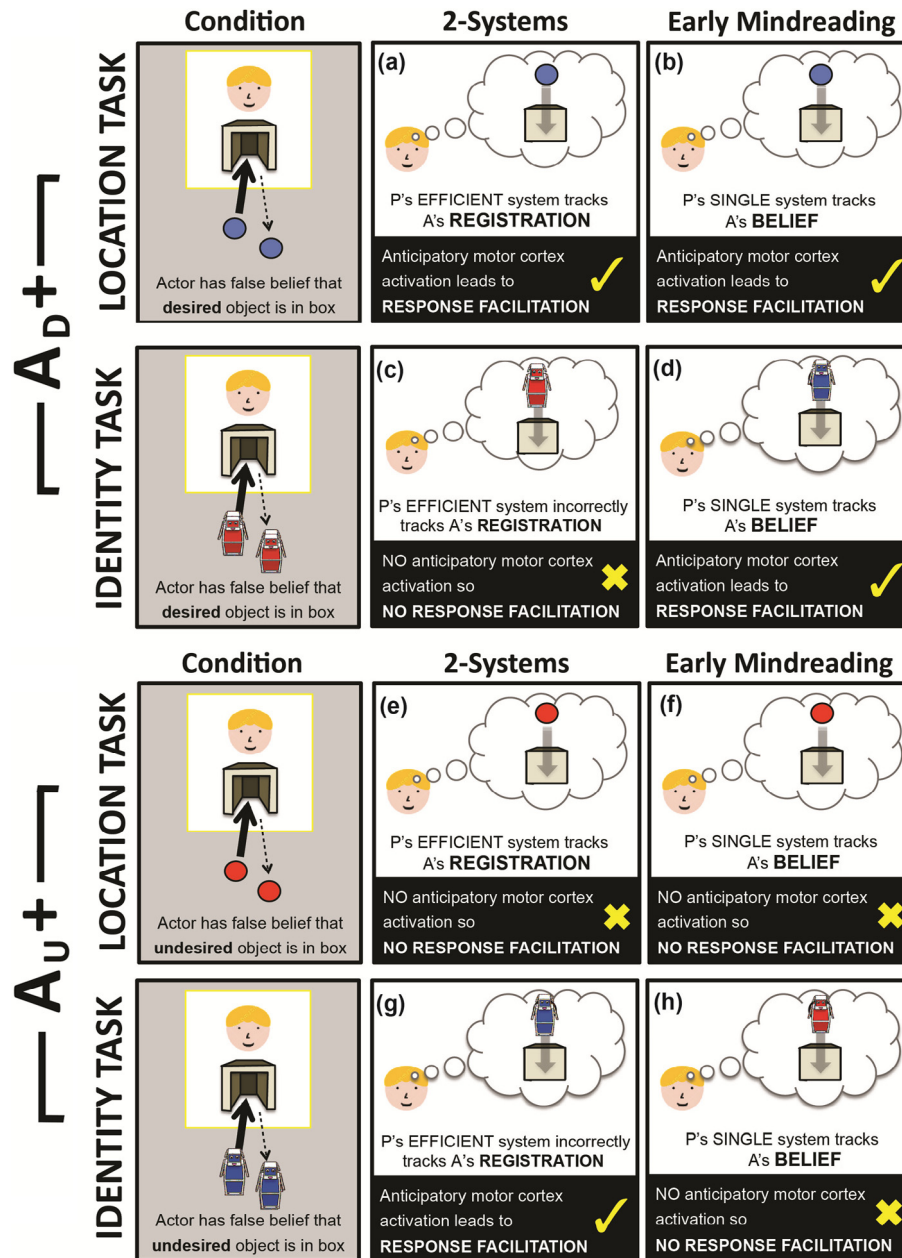 Condition
2-Systems
Early Mindreading
A_D+
LOCATION TASK
Actor has false belief that
desired object is in box
(a)
P's EFFICIENT system tracks
A's REGISTRATION
Anticipatory motor cortex
activation leads to
RESPONSE FACILITATION
(b)
P's SINGLE system tracks
A's BELIEF
Anticipatory motor cortex
activation leads to
RESPONSE FACILITATION
IDENTITY TASK
Actor has false belief that
desired object is in box
(c)
P's EFFICIENT system incorrectly
tracks A's REGISTRATION
NO anticipatory motor cortex
activation so
NO RESPONSE FACILITATION
(d)
P's SINGLE system tracks
A's BELIEF
Anticipatory motor cortex
activation leads to
RESPONSE FACILITATION
Condition
2-Systems
Early Mindreading
A_U+
LOCATION TASK
Actor has false belief that
undesired object is in box
(e)
P's EFFICIENT system tracks
A's REGISTRATION
NO anticipatory motor cortex
activation so
NO RESPONSE FACILITATION
(f)
P's SINGLE system tracks
A's BELIEF
NO anticipatory motor cortex
activation so
NO RESPONSE FACILITATION
IDENTITY TASK
Actor has false belief that
undesired object is in box
(g)
P's EFFICIENT system incorrectly
tracks A's REGISTRATION
Anticipatory motor cortex
activation leads to
RESPONSE FACILITATION
(h)
P's SINGLE system tracks
A's BELIEF
NO anticipatory motor cortex
activation so
NO RESPONSE FACILITATION